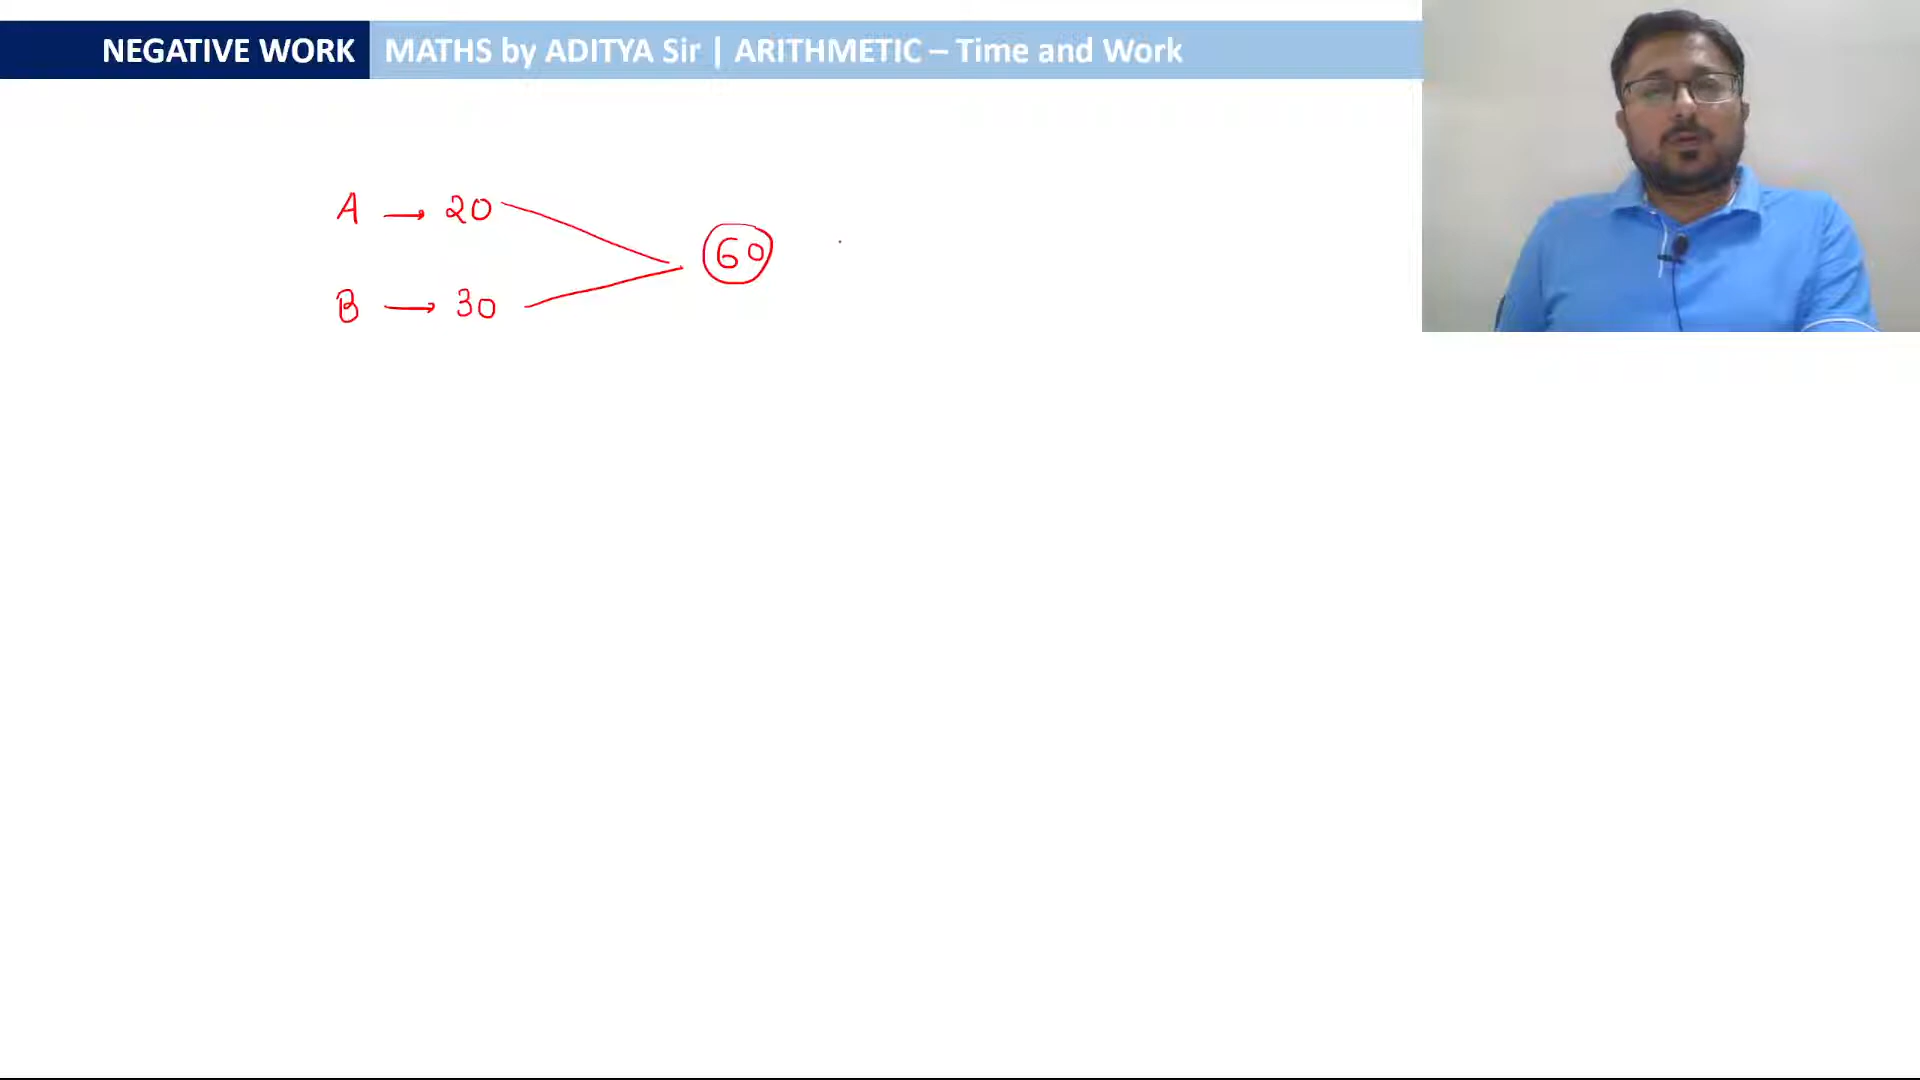 NEGATIVE WORK MATHS by ADITYA Sir | ARITHMETIC – Time and Work
A → 20
60
B → 30